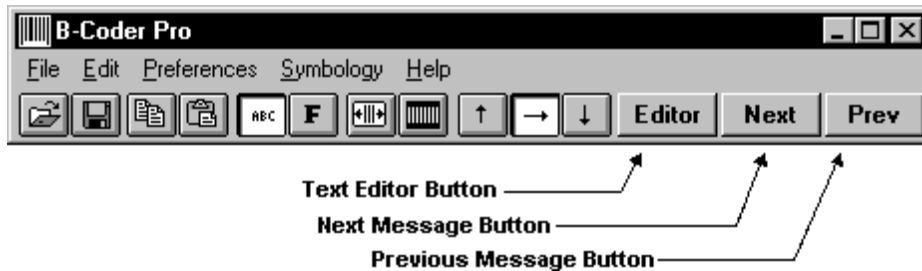 B-Coder Pro
File Edit Preferences Symbology Help
ABC F ↑ → ↓ Editor Next Prev
Text Editor Button
Next Message Button
Previous Message Button